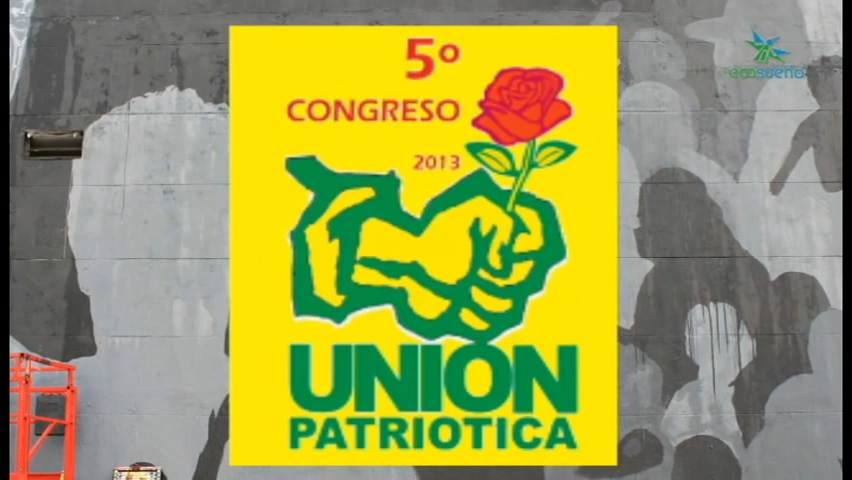 5º
CONGRESO
2013
UNION
PATRIOTICA
ecosueño